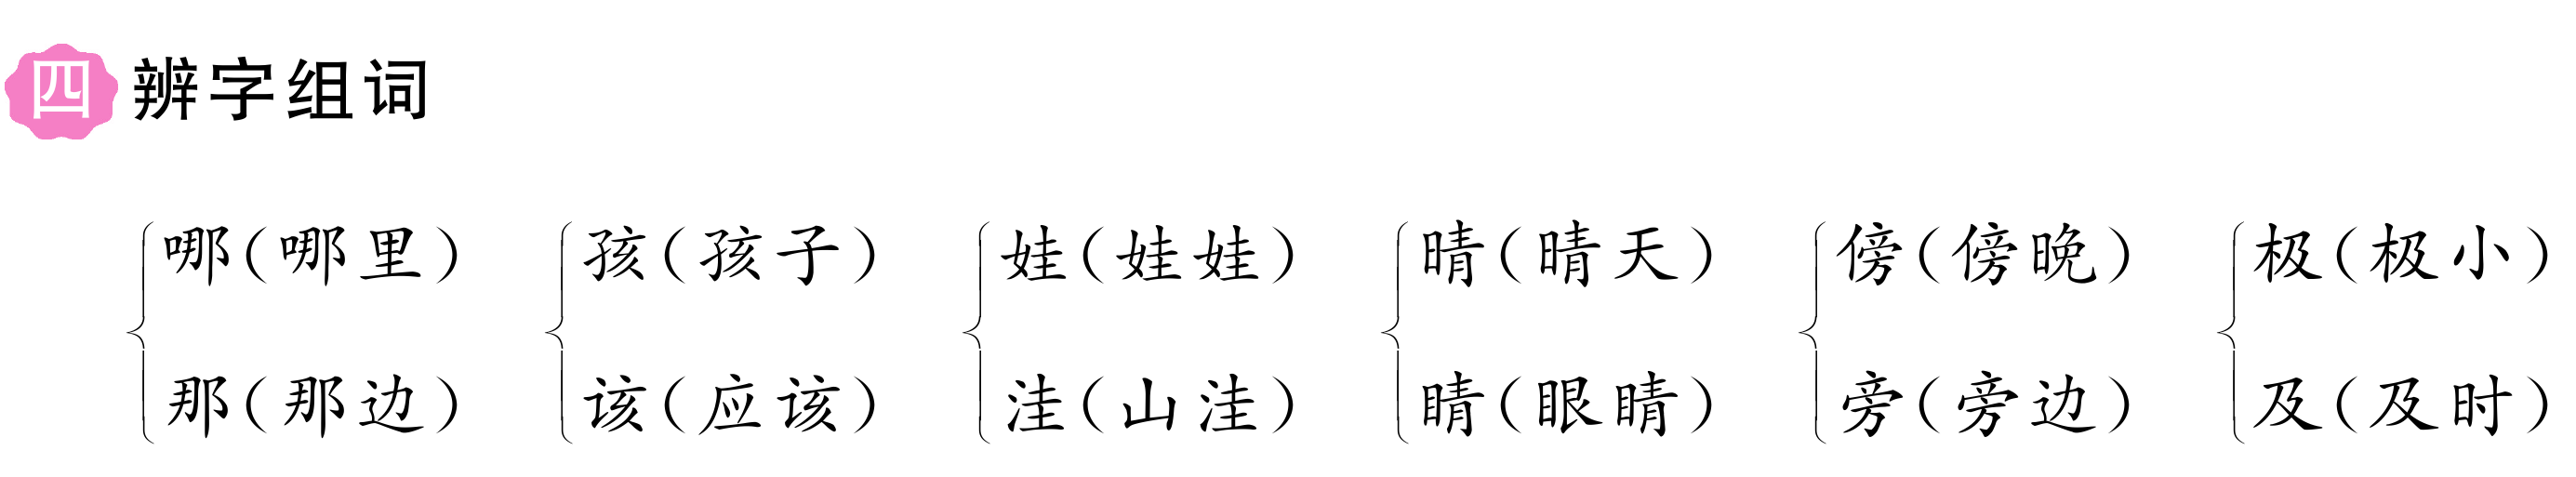 四 辨字组词
哪(哪里) 孩(孩子) 娃(娃娃) 晴(晴天) 傍(傍晚) 极(极小)
那(那边) 该(应该) 洼(山洼) 睛(眼睛) 旁(旁边) 及(及时)